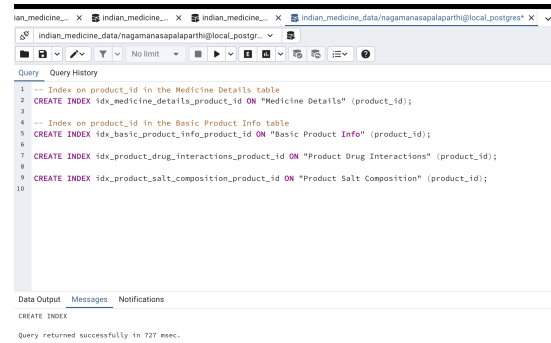 ian_medicine_... X indian_medicine_... X indian_medicine_... X indian_medicine_data/nagamanasapalaparthi@local_postgres* X
indian_medicine_data/nagamanasapalaparthi@local_postgr...
No limit
Query Query History
1 -- Index on product_id in the Medicine Details table
2 CREATE INDEX idx_medicine_details_product_id ON "Medicine Details" (product_id);
3
4 -- Index on product_id in the Basic Product Info table
5 CREATE INDEX idx_basic_product_info_product_id ON "Basic Product Info" (product_id);
6
7 CREATE INDEX idx_product_drug_interactions_product_id ON "Product Drug Interactions" (product_id);
8
9 CREATE INDEX idx_product_salt_composition_product_id ON "Product Salt Composition" (product_id);
10
Data Output Messages Notifications
CREATE INDEX
Query returned successfully in 727 msec.